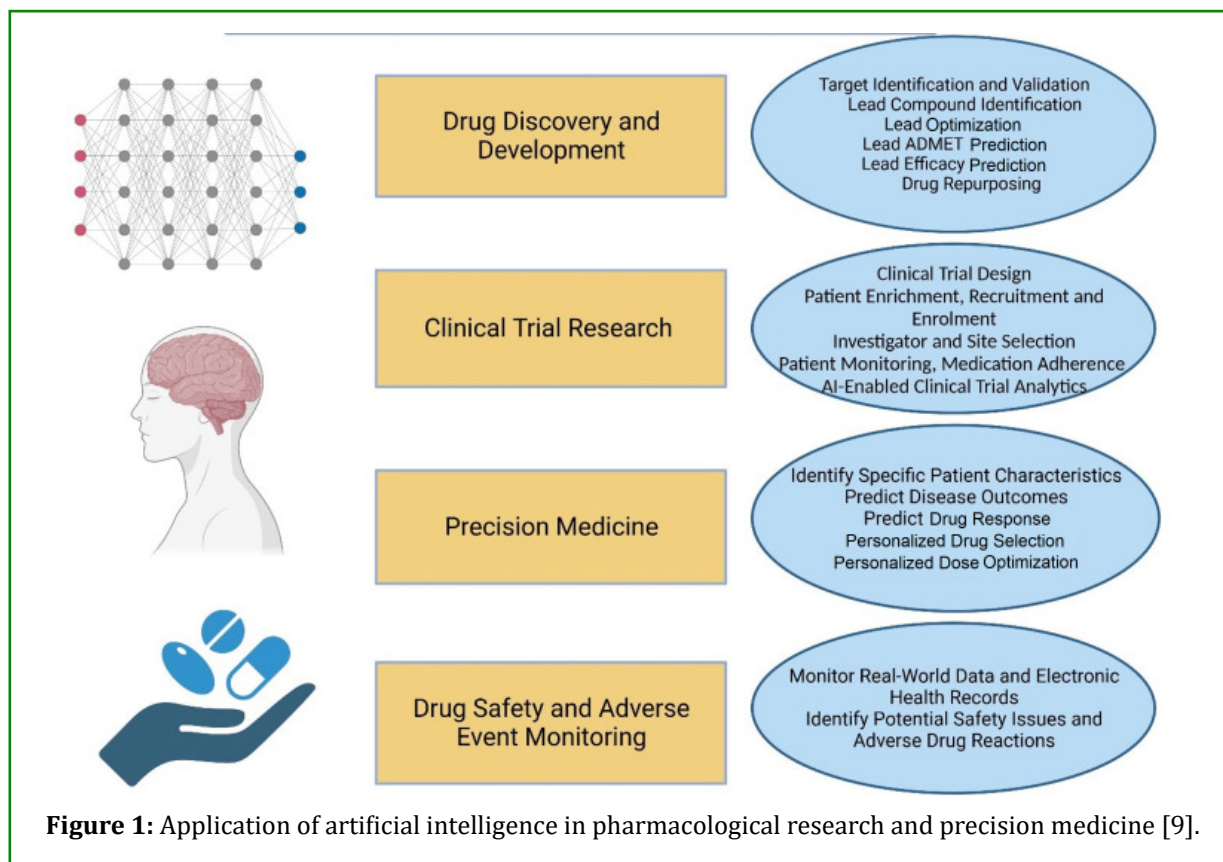 Drug Discovery and
Development
Target Identification and Validation
Lead Compound Identification
Lead Optimization
Lead ADMET Prediction
Lead Efficacy Prediction
Drug Repurposing
Clinical Trial Research
Clinical Trial Design
Patient Enrichment, Recruitment and
Enrolment
Investigator and Site Selection
Patient Monitoring, Medication Adherence
AI-Enabled Clinical Trial Analytics
Precision Medicine
Identify Specific Patient Characteristics
Predict Disease Outcomes
Predict Drug Response
Personalized Drug Selection
Personalized Dose Optimization
Drug Safety and Adverse
Event Monitoring
Monitor Real-World Data and Electronic
Health Records
Identify Potential Safety Issues and
Adverse Drug Reactions
Figure 1: Application of artificial intelligence in pharmacological research and precision medicine [9].